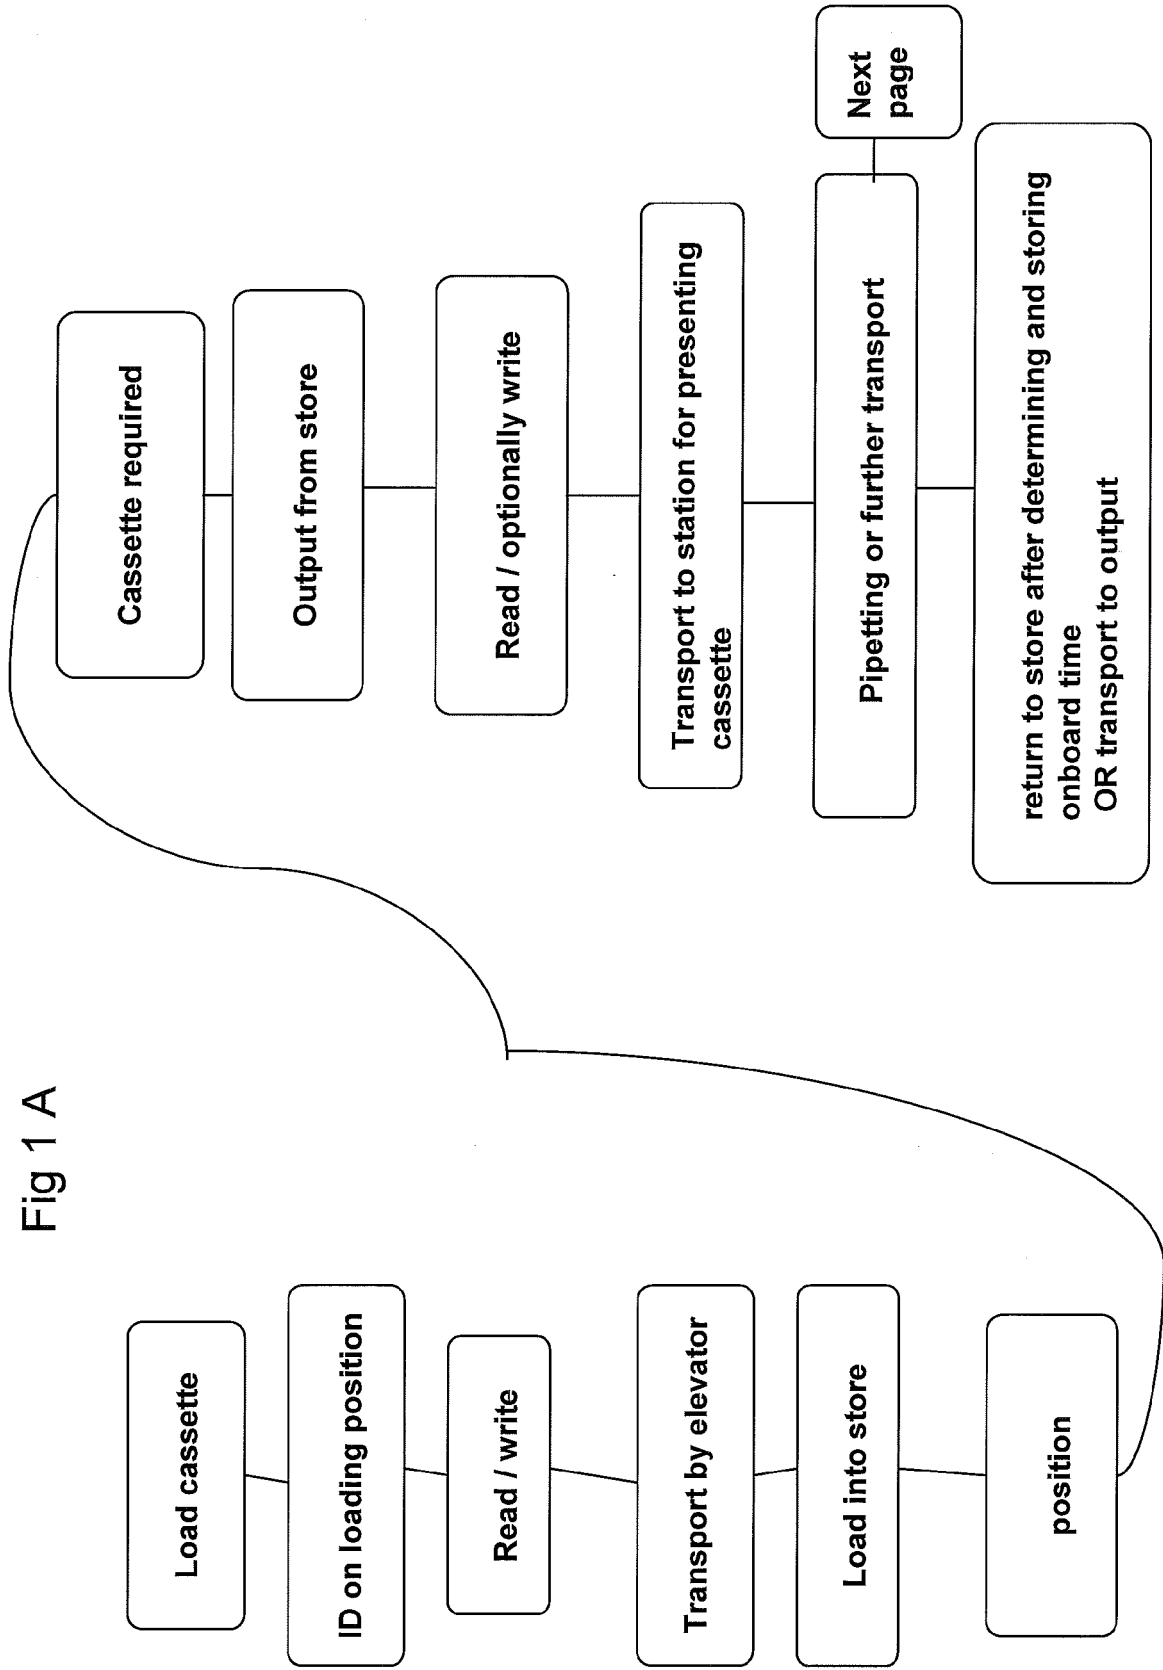 Fig 1 A
Load cassette
ID on loading position
Read / write
Transport by elevator
Load into store
position
Cassette required
Output from store
Read / optionally write
Transport to station for presenting
cassette
Pipetting or further transport
Next
page
return to store after determining and storing
onboard time
OR transport to output